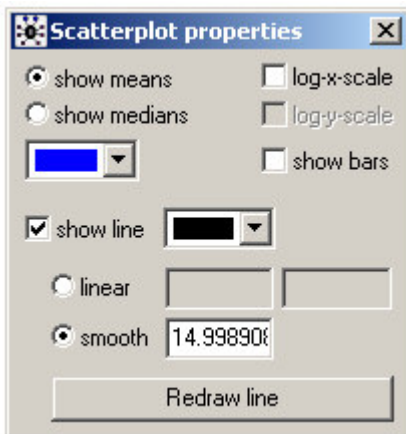 Scatterplot properties
show means
log-x-scale
show medians
log-y-scale
show bars
show line
linear
smooth 14.998908
Redraw line